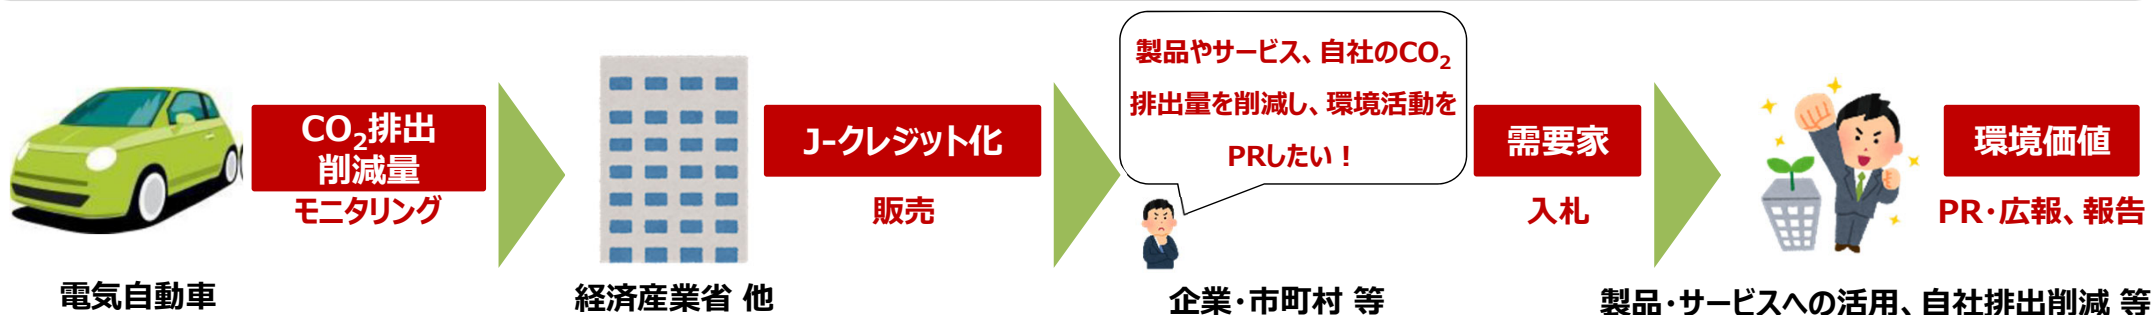 CO₂排出
削減量
モニタリング
電気自動車
J-クレジット化
販売
経済産業省 他
製品やサービス、自社のCO₂
排出量を削減し、環境活動を
PRしたい！
企業・市町村 等
需要家
入札
環境価値
PR・広報、報告
製品・サービスへの活用、自社排出削減 等